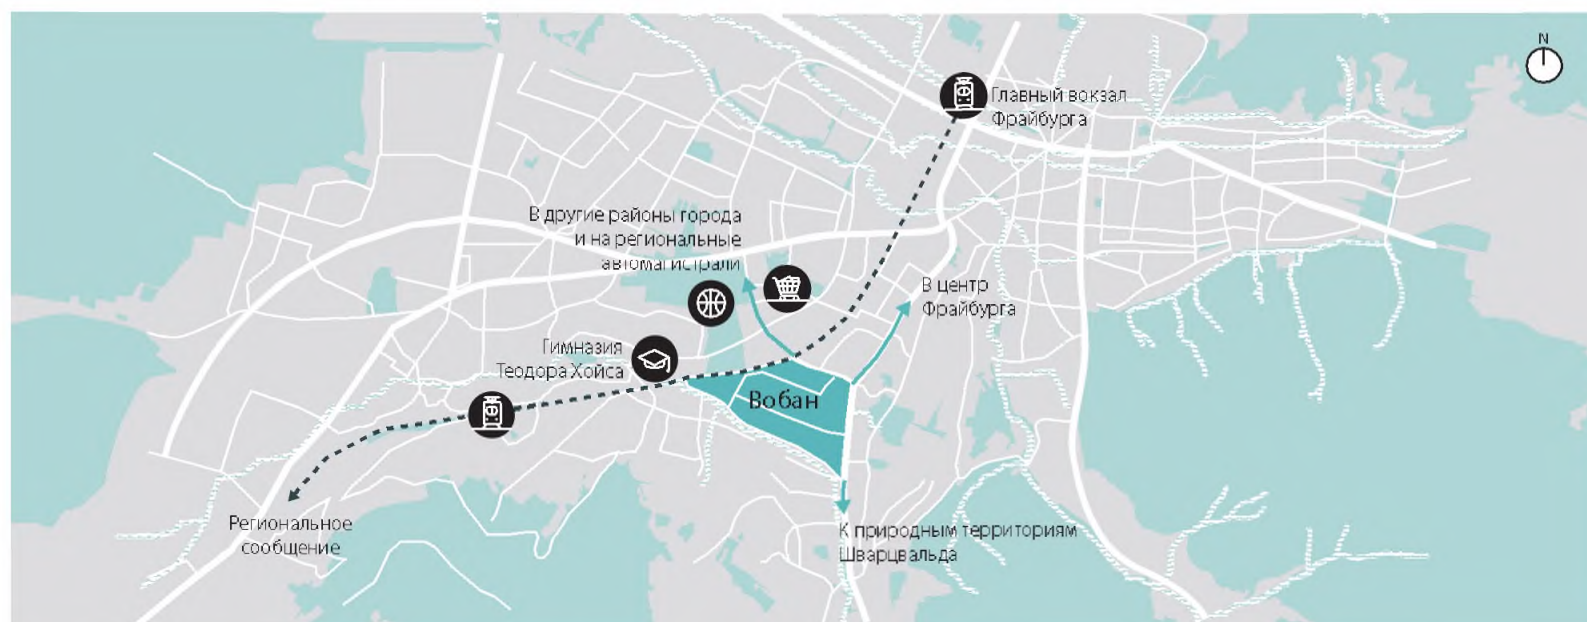 N
Главный вокзал
Фрайбурга
В другие районы города
и на региональные
автомагистрали
В центр
Фрайбурга
Гимназия
Теодора Хойса
Вобан
Региональное
сообщение
К природным территориям
Шварцвальда